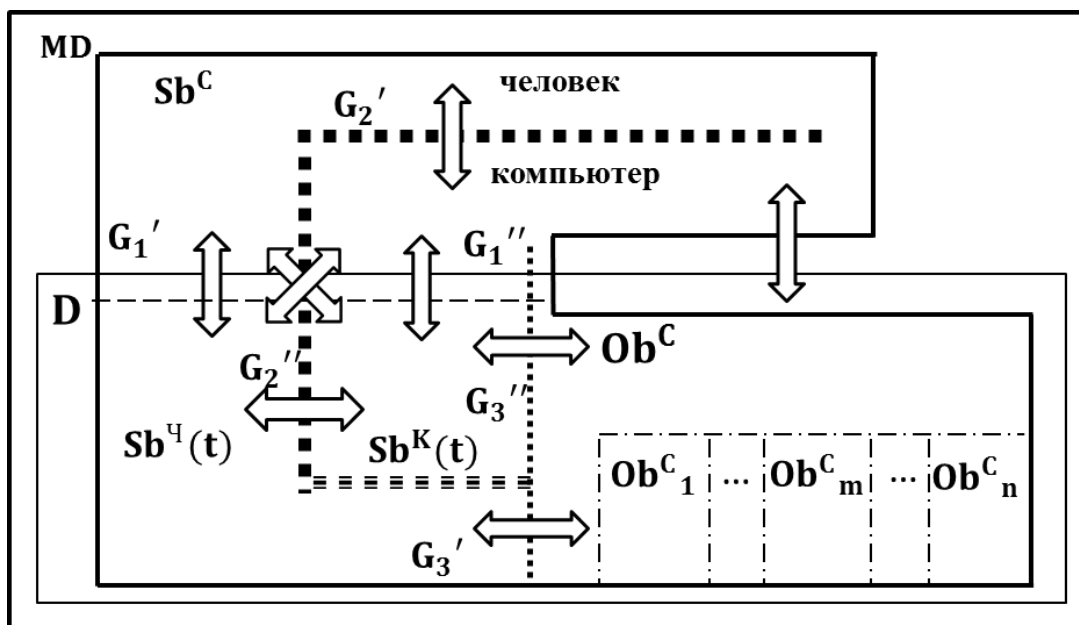 MD
Sb^C
человек
G₂′
компьютер
G₁′
G₁′′
D
Ob^C
G₂′′
G₃′′
Sb^Ч(t)
Sb^К(t)
Ob^C₁
...
Ob^C_m
...
Ob^C_n
G₃′